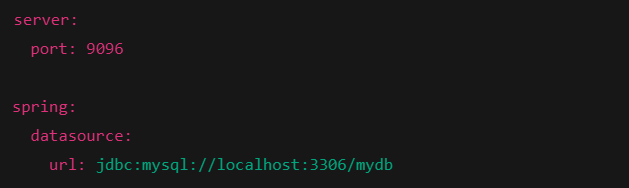 server:
  port: 9096

spring:
  datasource:
    url: jdbc:mysql://localhost:3306/mydb